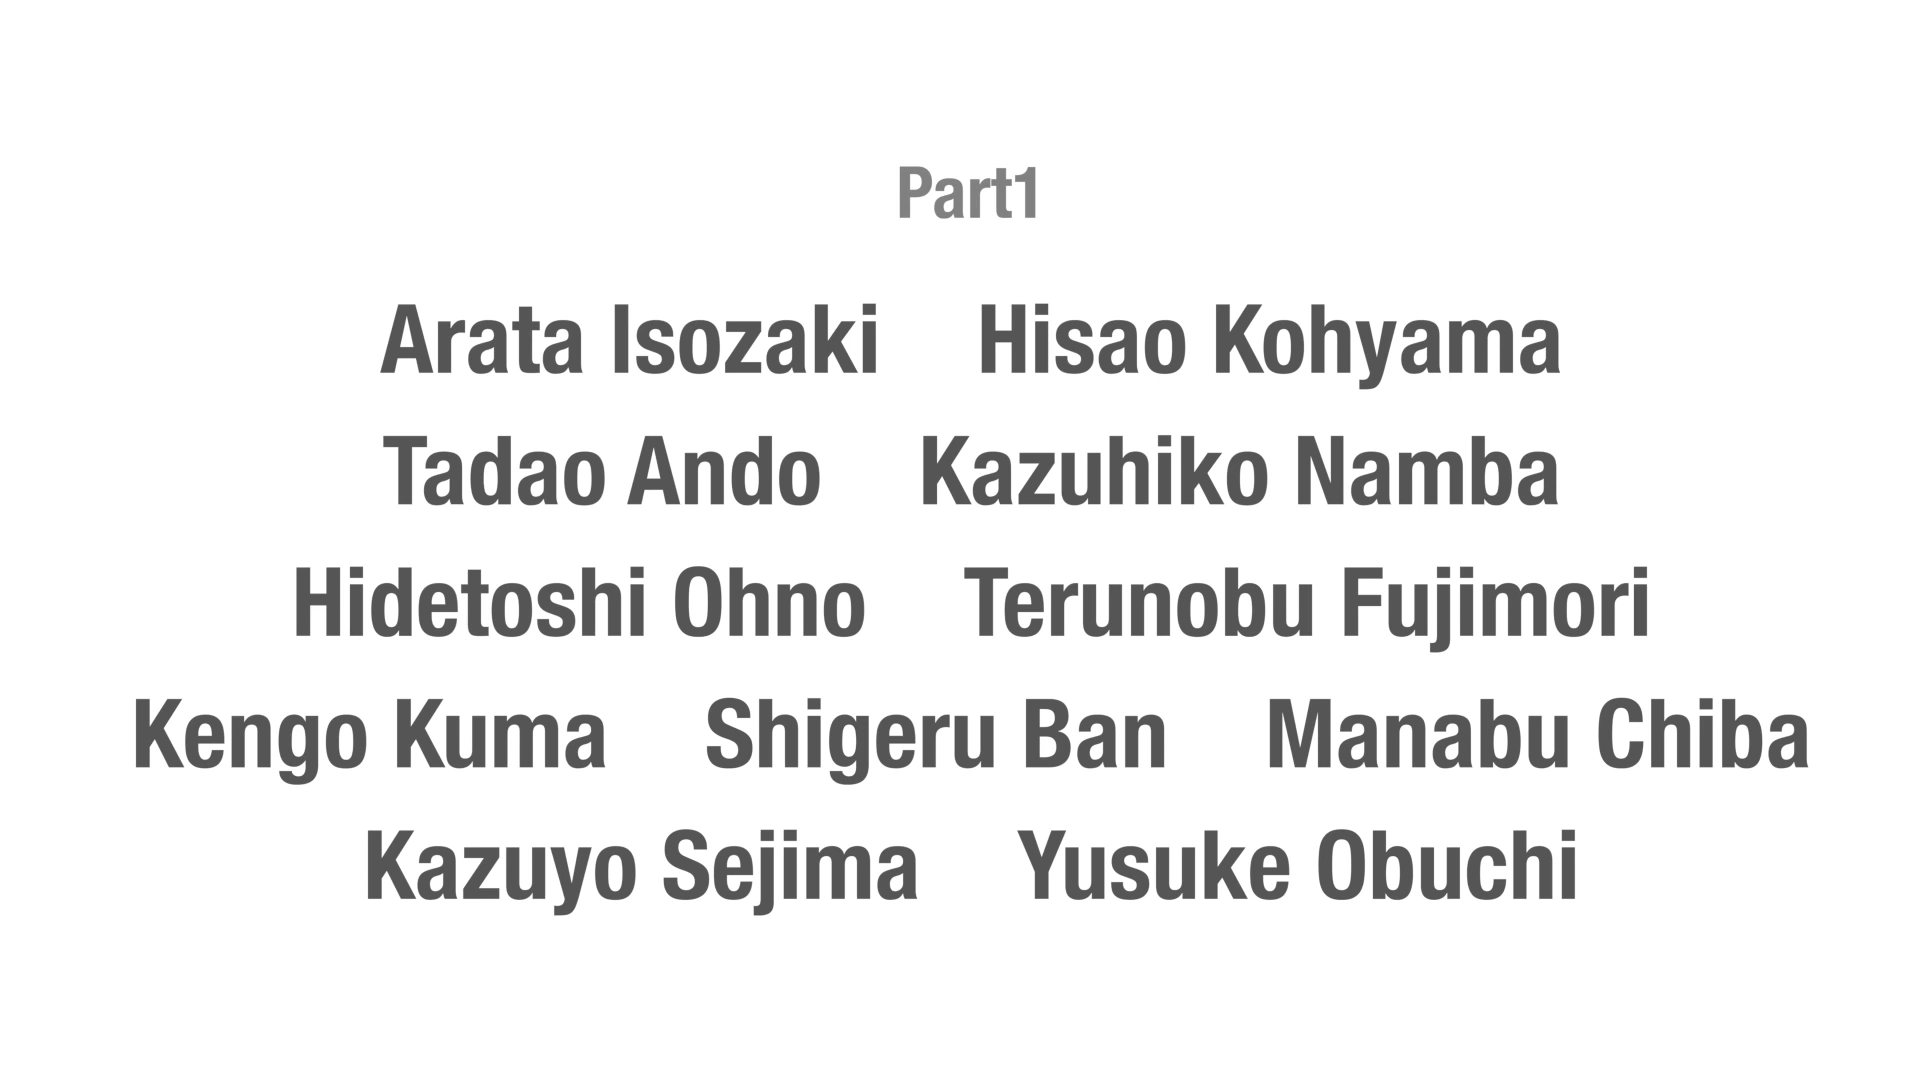 Part1
Arata Isozaki Hisao Kohyama
Tadao Ando Kazuhiko Namba
Hidetoshi Ohno Terunobu Fujimori
Kengo Kuma Shigeru Ban Manabu Chiba
Kazuyo Sejima Yusuke Obuchi